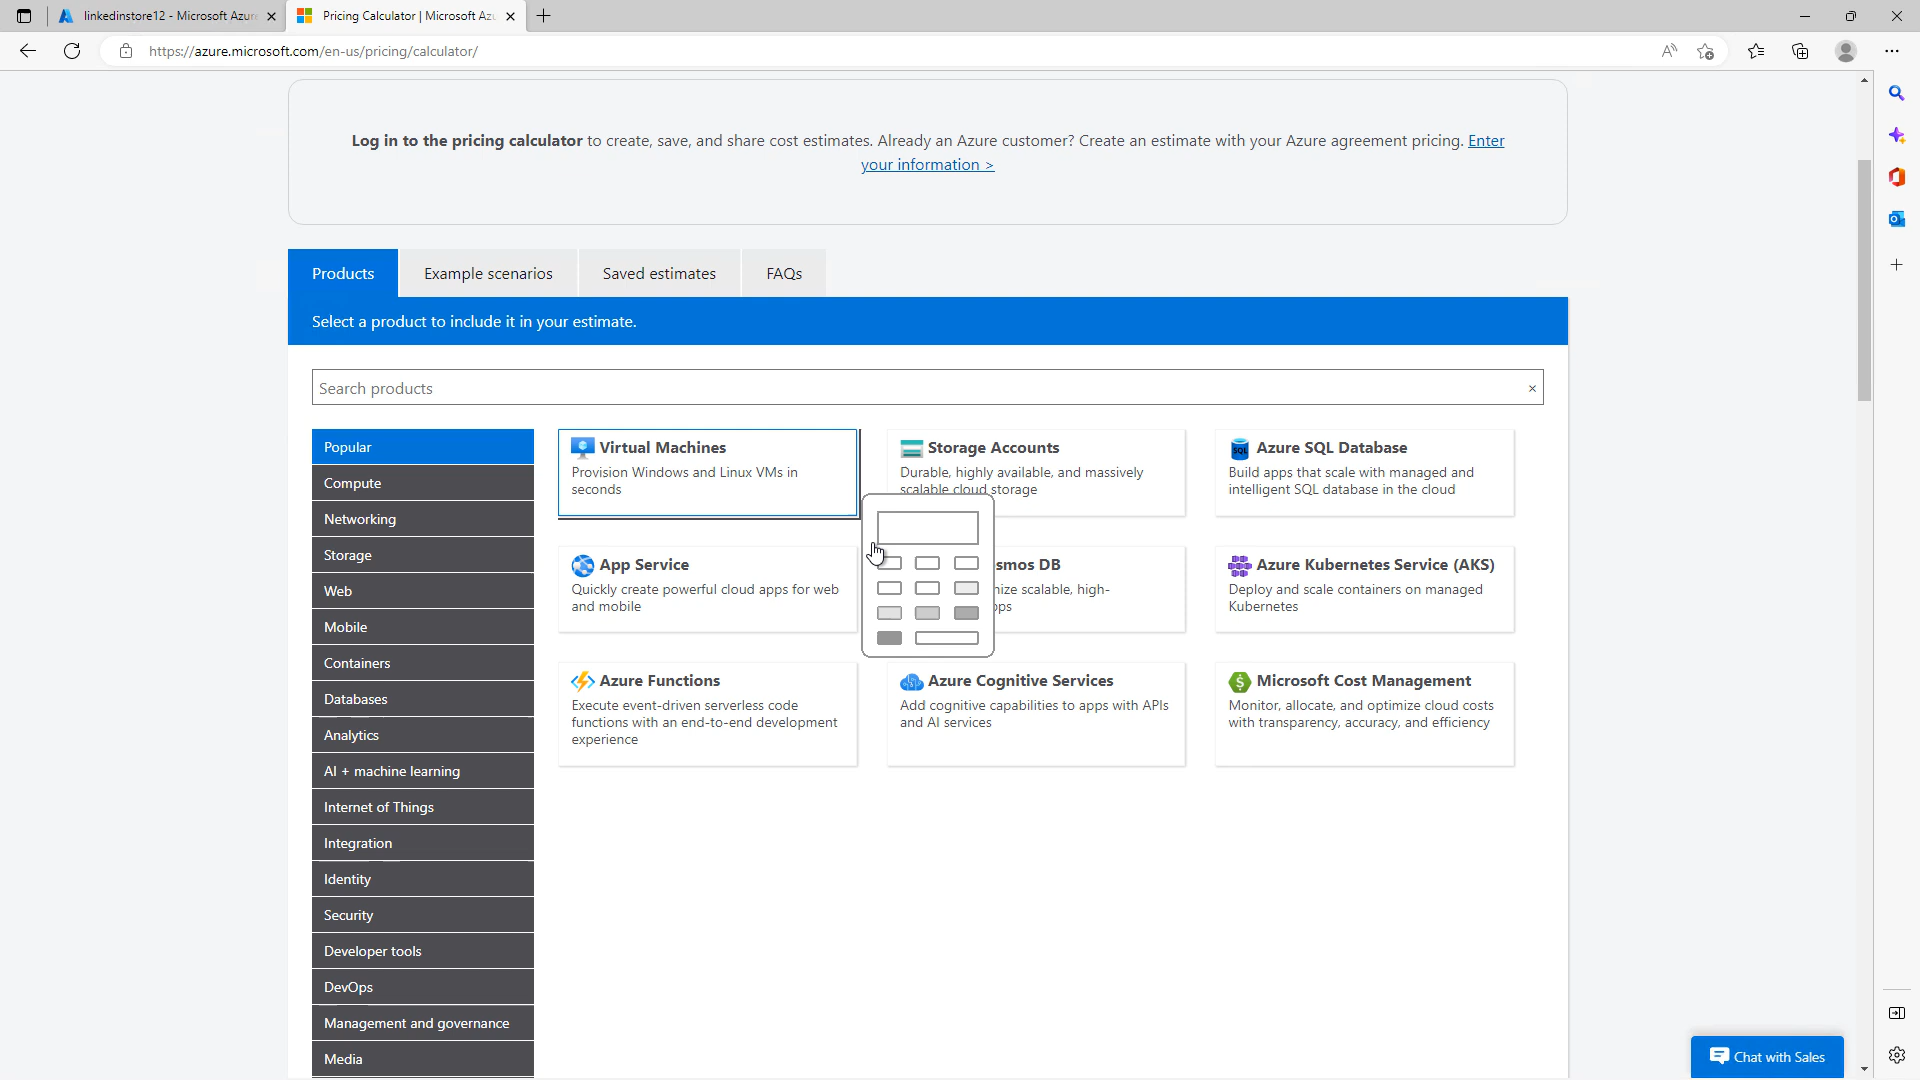 linkedinstore12 - Microsoft Azure
Pricing Calculator | Microsoft Az
https://azure.microsoft.com/en-us/pricing/calculator/
Log in to the pricing calculator to create, save, and share cost estimates. Already an Azure customer? Create an estimate with your Azure agreement pricing. Enter
your information >
Products
Example scenarios
Saved estimates
FAQs
Select a product to include it in your estimate.
Search products
Popular
Compute
Networking
Storage
Web
Mobile
Containers
Databases
Analytics
AI + machine learning
Internet of Things
Integration
Identity
Security
Developer tools
DevOps
Management and governance
Media
Virtual Machines
Provision Windows and Linux VMs in
seconds
Storage Accounts
Durable, highly available, and massively
scalable cloud storage
SQL
Azure SQL Database
Build apps that scale with managed and
intelligent SQL database in the cloud
App Service
Quickly create powerful cloud apps for web
and mobile
smos DB
nize scalable, high-
ops
Azure Kubernetes Service (AKS)
Deploy and scale containers on managed
Kubernetes
Azure Functions
Execute event-driven serverless code
functions with an end-to-end development
experience
Azure Cognitive Services
Add cognitive capabilities to apps with APIs
and AI services
Microsoft Cost Management
Monitor, allocate, and optimize cloud costs
with transparency, accuracy, and efficiency
Chat with Sales